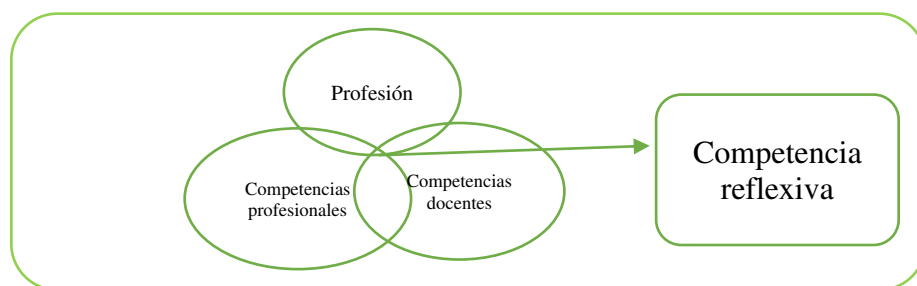 Profesión
Competencias
profesionales
Competencias
docentes
Competencia
reflexiva